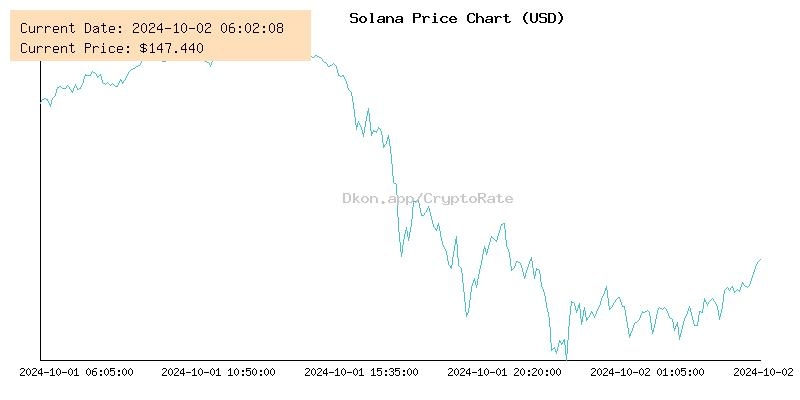 Solana Price Chart (USD)
Current Date: 2024-10-02 06:02:08
Current Price: $147.440
Dkon.app/CryptoRate
2024-10-01 06:05:00 2024-10-01 10:50:00 2024-10-01 15:35:00 2024-10-01 20:20:00 2024-10-02 01:05:00 2024-10-02